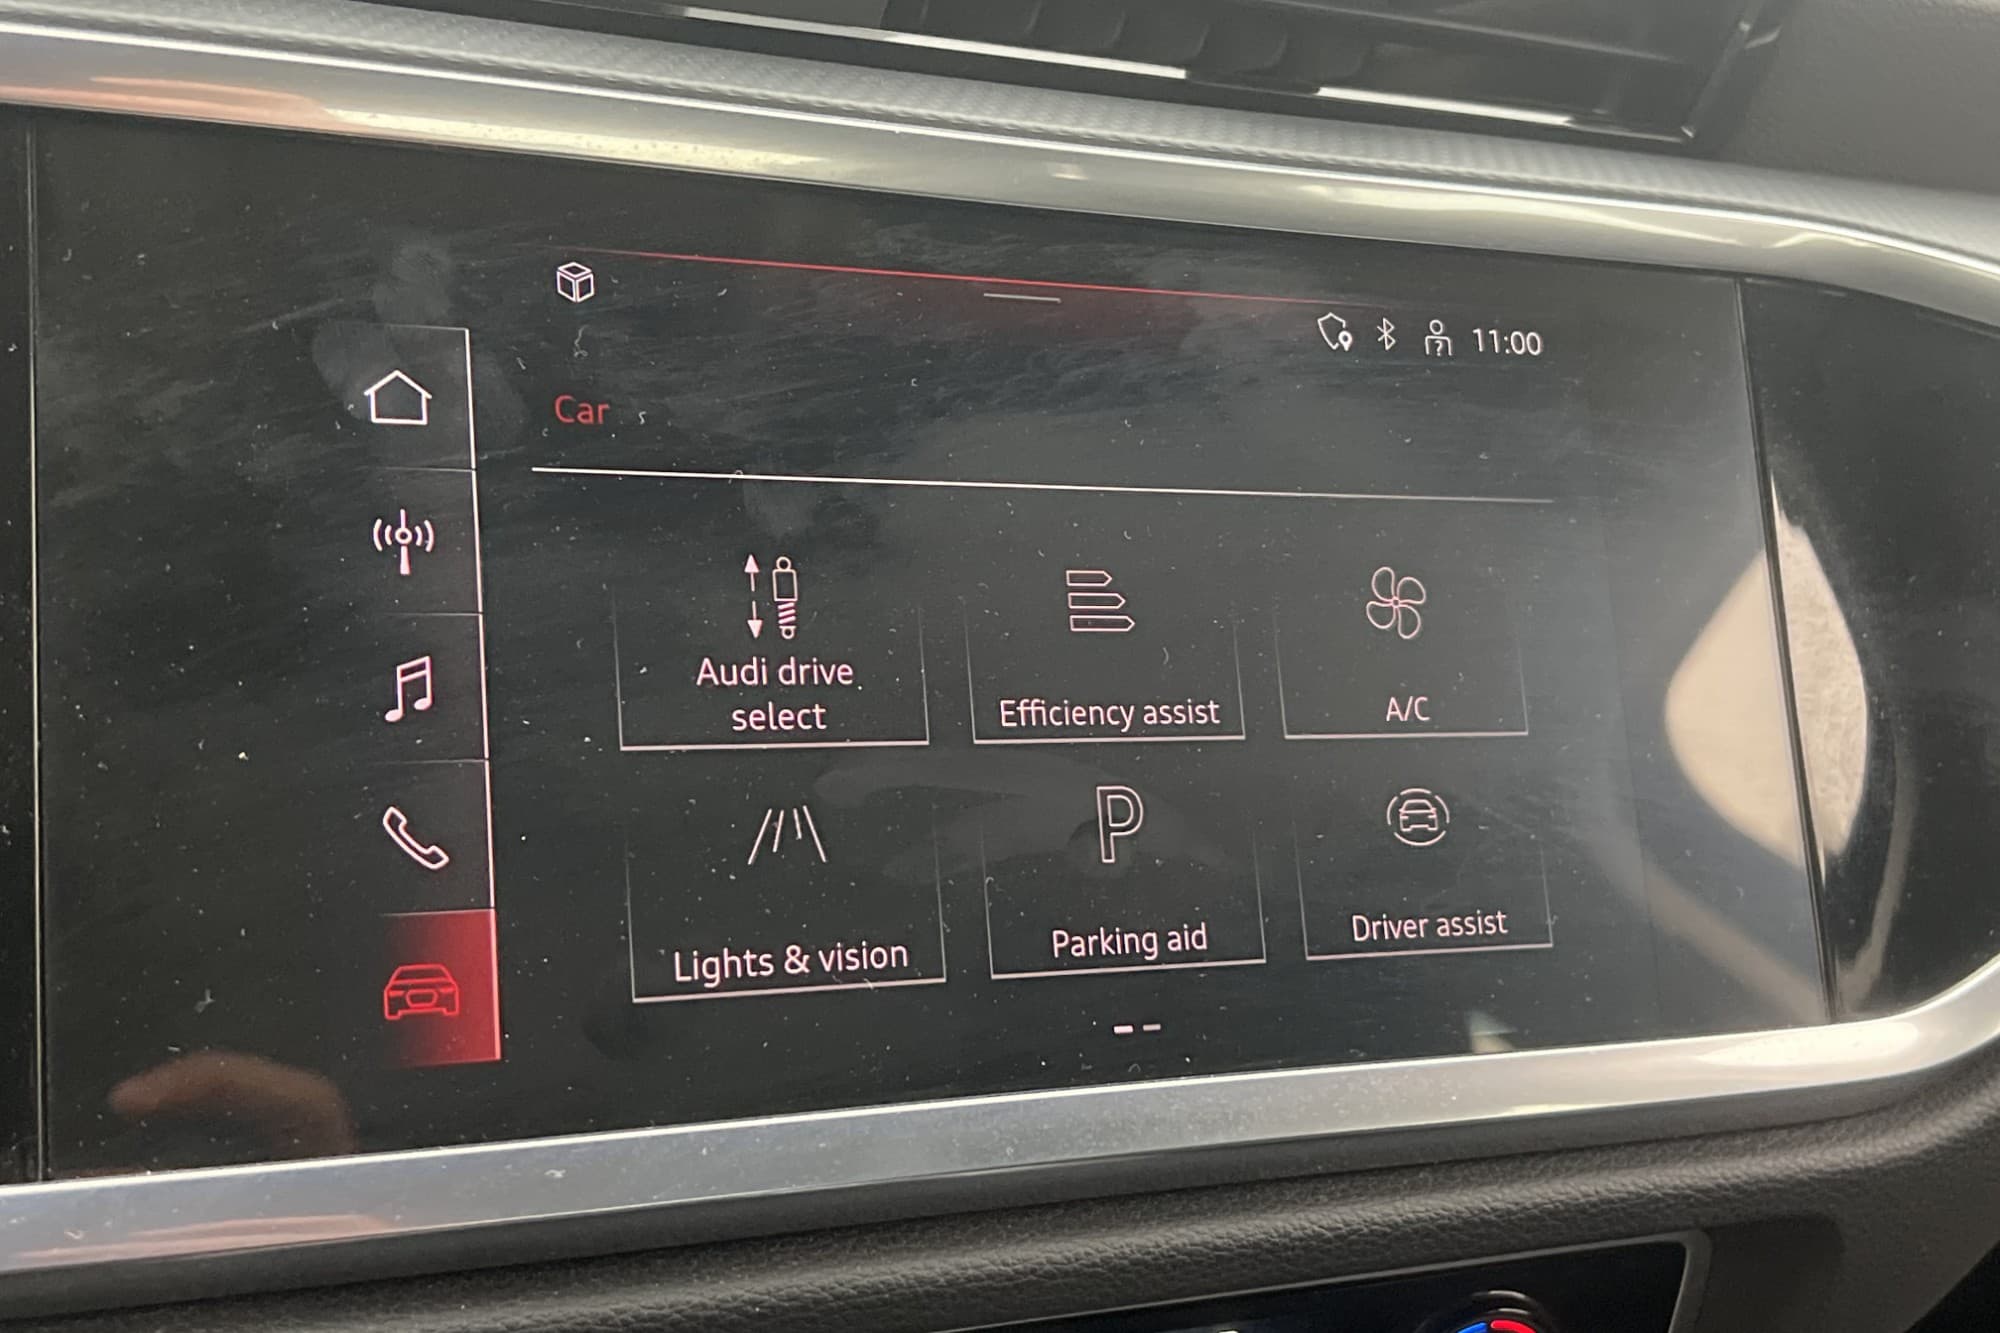 11:00
Car
Audi drive
select
Efficiency assist
A/C
Lights & vision
P
Parking aid
Driver assist